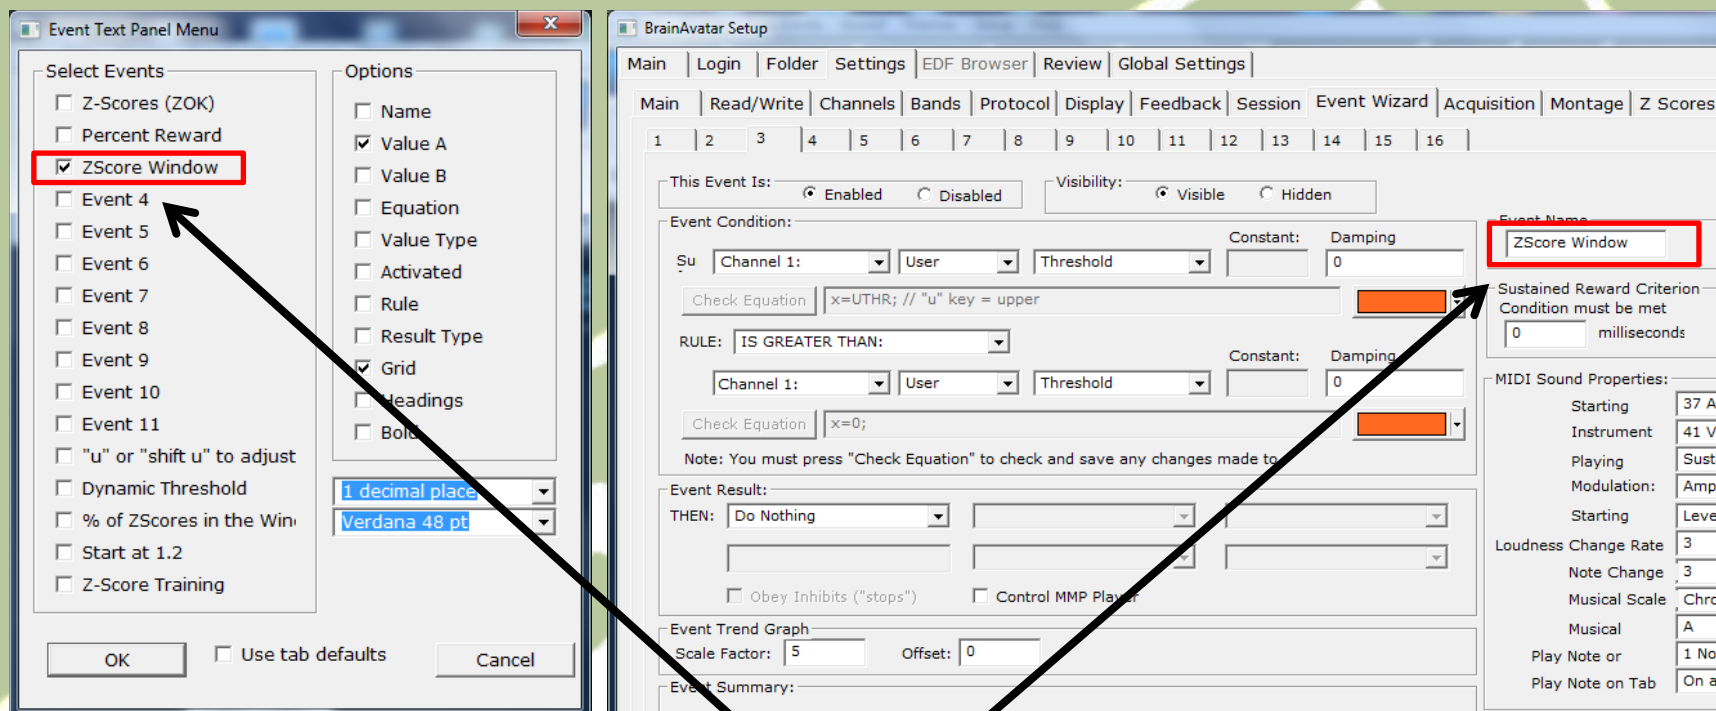 Event Text Panel Menu
Select Events
Z-Scores (ZOK)
Percent Reward
ZScore Window
Event 4
Event 5
Event 6
Event 7
Event 8
Event 9
Event 10
Event 11
"u" or "shift u" to adjust
Dynamic Threshold
% of ZScores in the Win
Start at 1.2
Z-Score Training
Options
Name
Value A
Value B
Equation
Value Type
Activated
Rule
Result Type
Grid
Headings
Bold
1 decimal place
Verdana 48 pt
OK
Use tab defaults
Cancel
BrainAvatar Setup
Main Login Folder Settings EDF Browser Review Global Settings
Main Read/Write Channels Bands Protocol Display Feedback Session Event Wizard Acquisition Montage Z Scores
1 2 3 4 5 6 7 8 9 10 11 12 13 14 15 16
This Event Is: Enabled Disabled
Visibility: Visible Hidden
Event Condition:
Constant: Damping
Su Channel 1: User Threshold 0
Check Equation x=UTHR; // "u" key = upper
RULE: IS GREATER THAN:
Constant: Damping
Channel 1: User Threshold 0
Check Equation x=0;
Note: You must press "Check Equation" to check and save any changes made to
Event Result:
THEN: Do Nothing
Obey Inhibits ("stops") Control MMP Player
Event Trend Graph
Scale Factor: 5 Offset: 0
Event Summary:
Event Name
ZScore Window
Sustained Reward Criterion
Condition must be met
0 milliseconds
MIDI Sound Properties:
Starting 37 A
Instrument 41 V
Playing Sust
Modulation: Amp
Starting Leve
Loudness Change Rate 3
Note Change 3
Musical Scale Chro
Musical A
Play Note or 1 No
Play Note on Tab On a